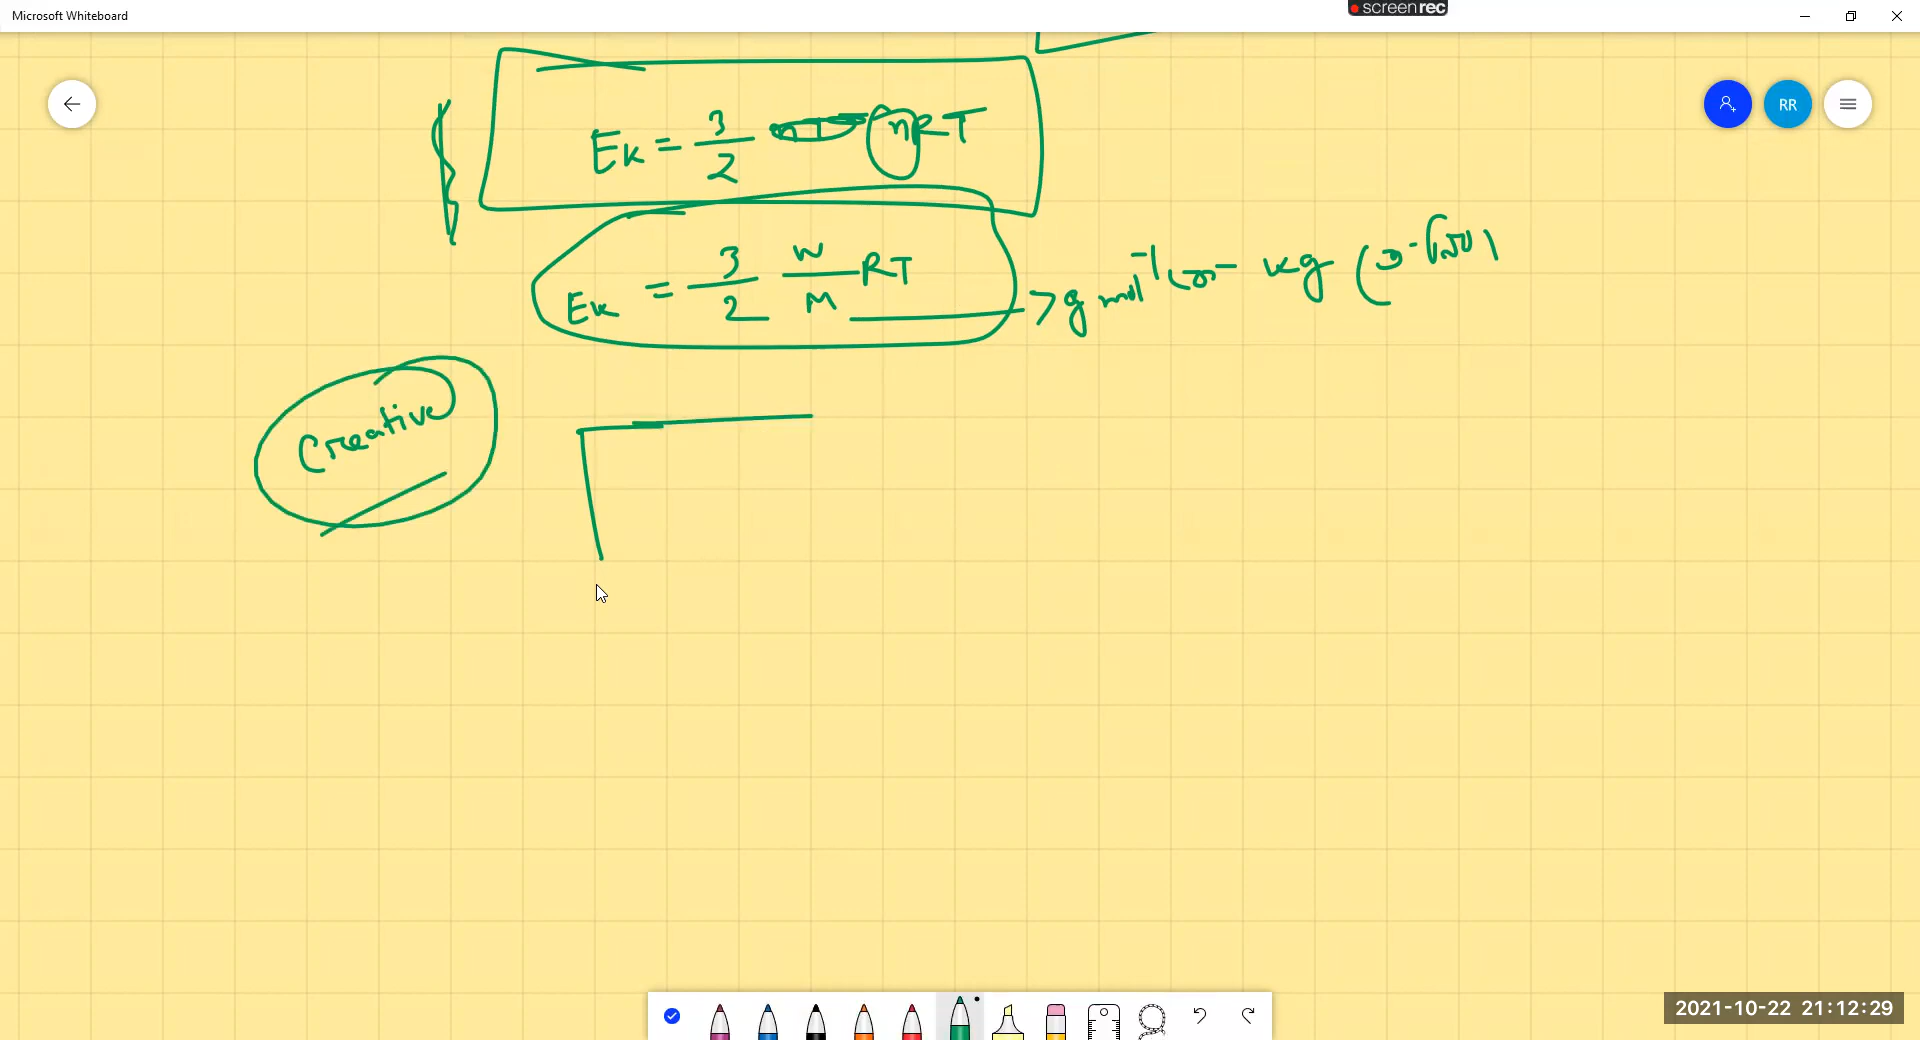 Microsoft Whiteboard
screenrec
Ek = 3/2 nRT
RR
Ek = 3/2 W/M RT → g mol⁻¹ kg
Creative
2021-10-22 21:12:29